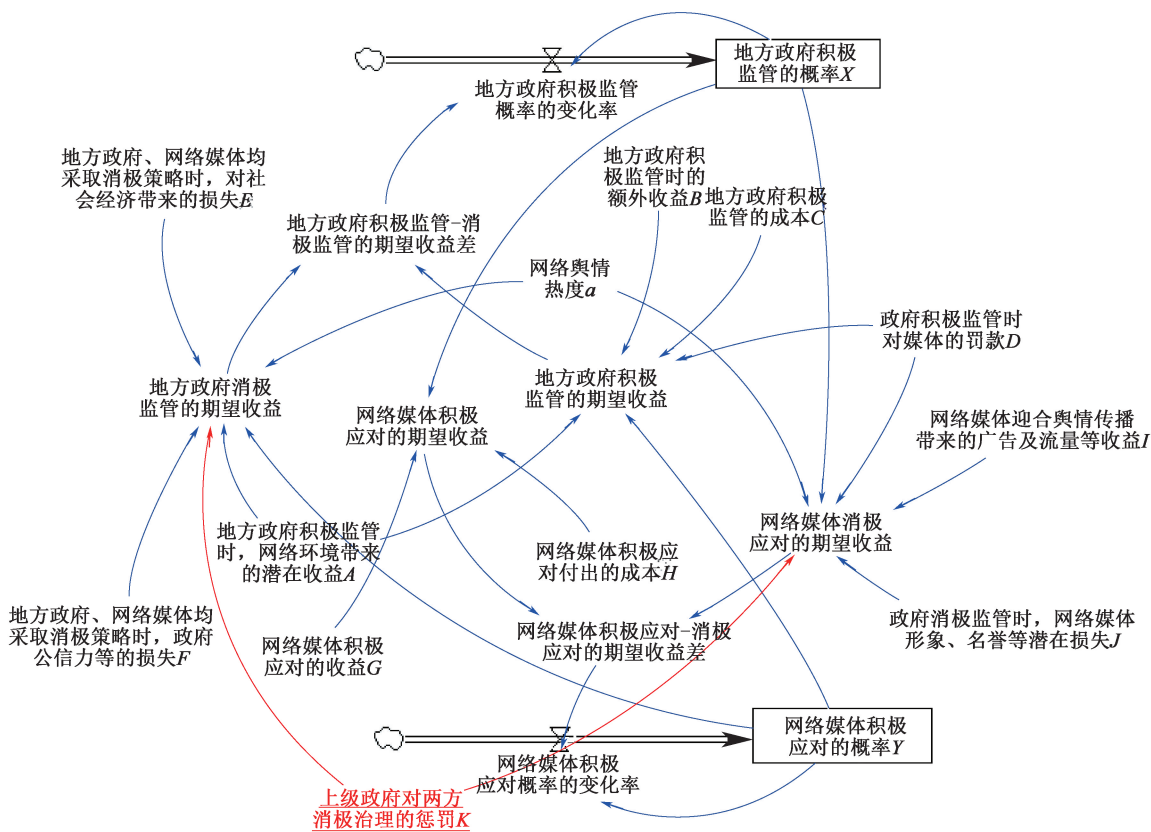 地方政府积极
监管的概率X
地方政府积极监管
概率的变化率
地方政府、网络媒体均
采取消极策略时，对社
会经济带来的损失E
地方政府积
极监管时的
额外收益B
地方政府积极
监管的成本C
地方政府积极监管-消
极监管的期望收益差
网络舆情
热度a
政府积极监管时
对媒体的罚款D
地方政府消极
监管的期望收益
地方政府积极
监管的期望收益
网络媒体积极
应对的期望收益
网络媒体迎合舆情传播
带来的广告及流量等收益I
网络媒体消极
应对的期望收益
地方政府积极监管
时，网络环境带来
的潜在收益A
网络媒体积极应
对付出的成本H
地方政府、网络媒体均
采取消极策略时，政府
公信力等的损失F
网络媒体积极
应对的收益G
网络媒体积极应对-消极
应对的期望收益差
政府消极监管时，网络媒体
形象、名誉等潜在损失J
网络媒体积极
应对的概率Y
网络媒体积极
应对概率的变化率
上级政府对两方
消极治理的惩罚K